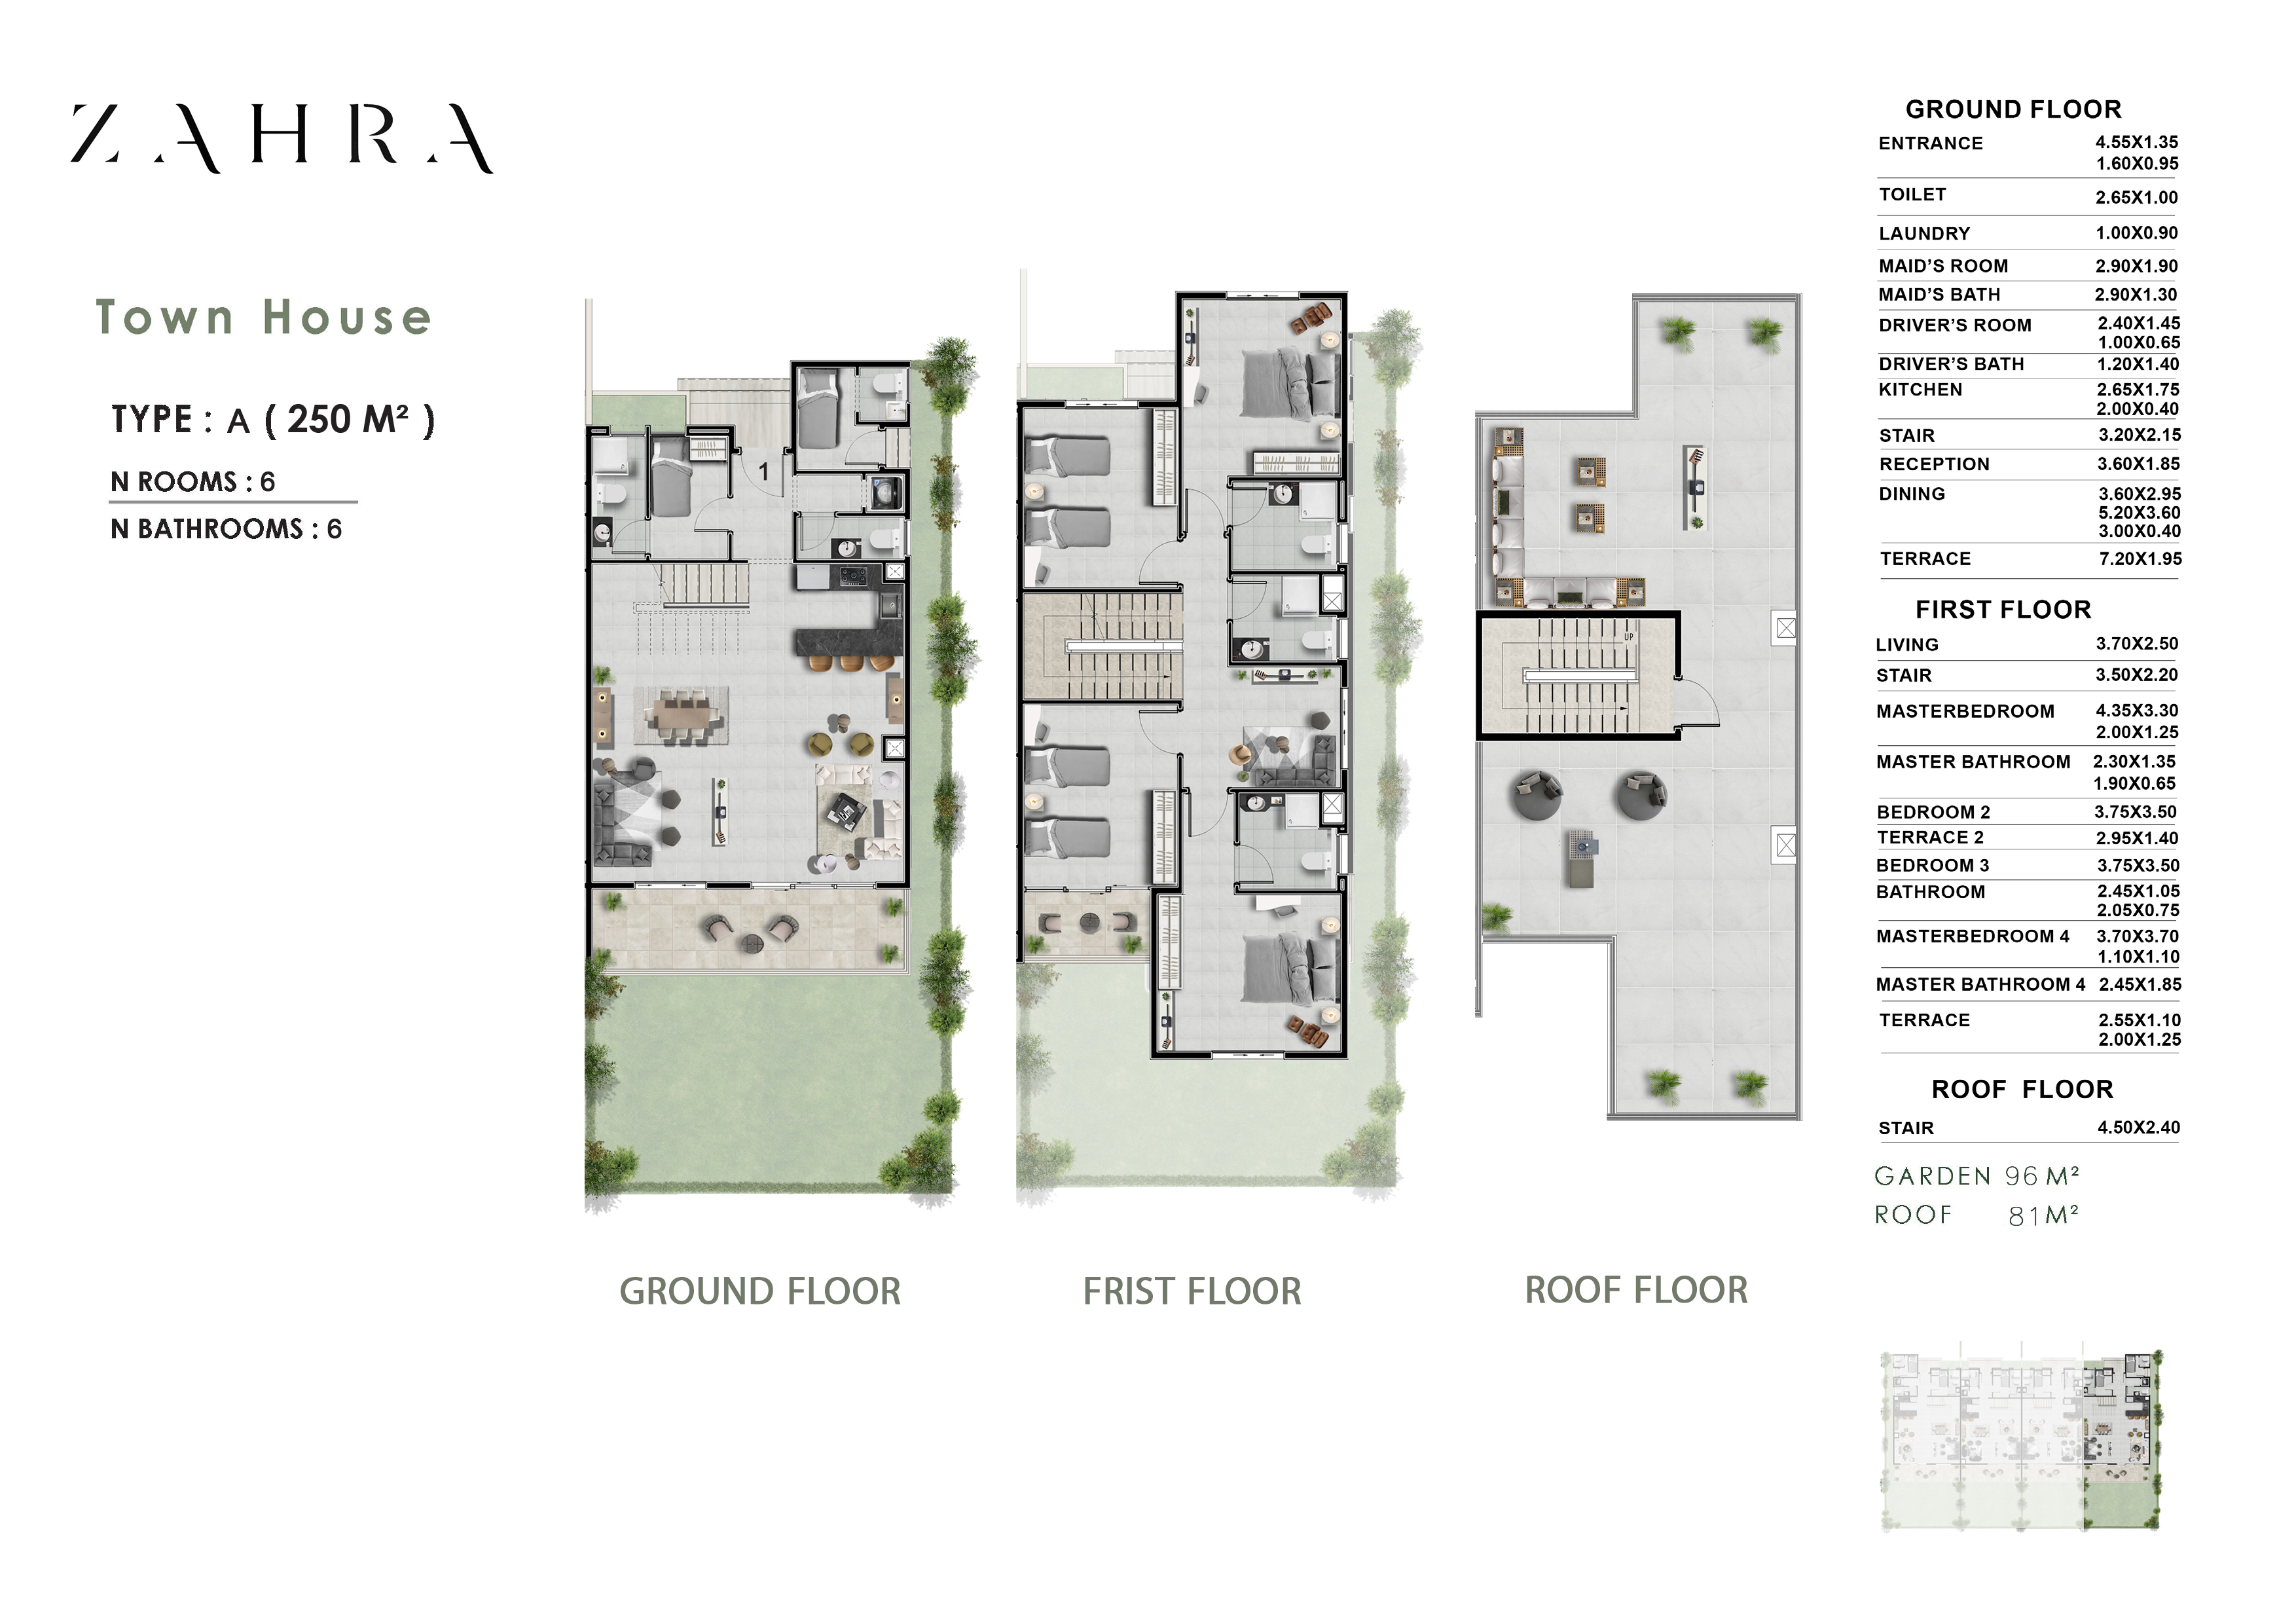 ZAHRA
Town House
TYPE : A ( 250 M² )
N ROOMS : 6
N BATHROOMS : 6
1
UP
GROUND FLOOR
FRIST FLOOR
ROOF FLOOR
GROUND FLOOR
ENTRANCE 4.55X1.35
1.60X0.95
TOILET 2.65X1.00
LAUNDRY 1.00X0.90
MAID'S ROOM 2.90X1.90
MAID'S BATH 2.90X1.30
DRIVER'S ROOM 2.40X1.45
1.00X0.65
DRIVER'S BATH 1.20X1.40
KITCHEN 2.65X1.75
2.00X0.40
STAIR 3.20X2.15
RECEPTION 3.60X1.85
DINING 3.60X2.95
5.20X3.60
3.00X0.40
TERRACE 7.20X1.95
FIRST FLOOR
LIVING 3.70X2.50
STAIR 3.50X2.20
MASTERBEDROOM 4.35X3.30
2.00X1.25
MASTER BATHROOM 2.30X1.35
1.90X0.65
BEDROOM 2 3.75X3.50
TERRACE 2 2.95X1.40
BEDROOM 3 3.75X3.50
BATHROOM 2.45X1.05
2.05X0.75
MASTERBEDROOM 4 3.70X3.70
1.10X1.10
MASTER BATHROOM 4 2.45X1.85
TERRACE 2.55X1.10
2.00X1.25
ROOF FLOOR
STAIR 4.50X2.40
GARDEN 96 M²
ROOF 81 M²